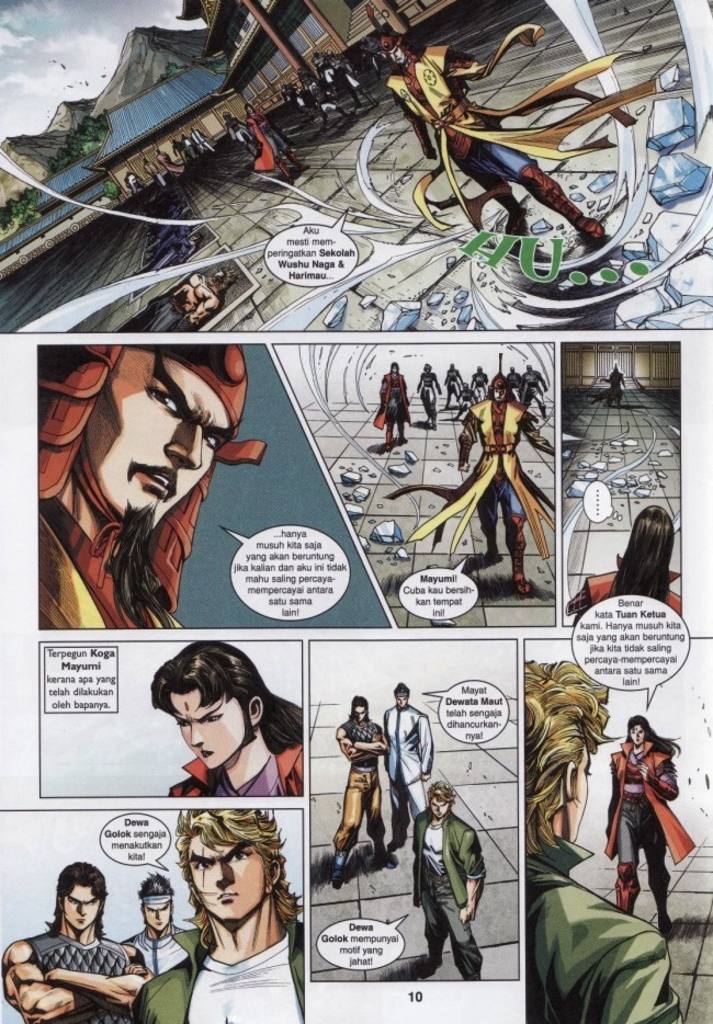 Aku
mesti mem-
peringatkan Sekolah
Wushu Naga &
Harimau...
HU...
...hanya
musuh kita saja
yang akan beruntung
jika kalian dan aku ini tidak
mahu saling percaya-
mempercayai antara
satu sama
lain!
Mayumi!
Cuba kau bersih-
kan tempat
ini!
......
Terpegun Koga
Mayumi
kerana apa yang
telah dilakukan
oleh bapanya.
Mayat
Dewata Maut
telah sengaja
dihancurkan-
nya!
Benar
kata Tuan Ketua
kami. Hanya musuh kita
saja yang akan beruntung
jika kita tidak saling
percaya-mempercayai
antara satu sama
lain!
Dewa
Golok sengaja
menakutkan
kita!
Dewa
Golok mempunyai
motif yang
jahat!
10